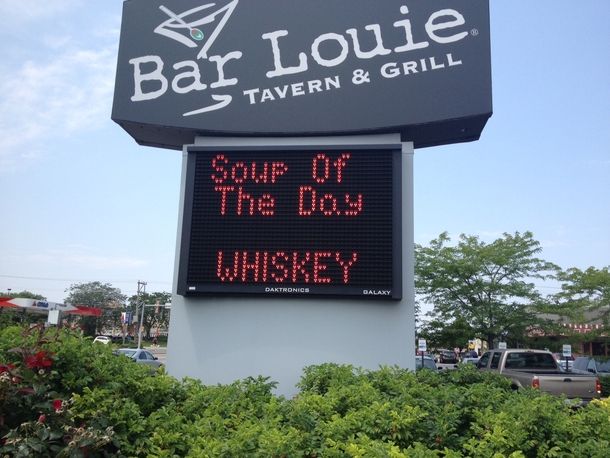 Bar Louie®
TAVERN & GRILL
Soup Of
The Day
WHISKEY
DAKTRONICS GALAXY